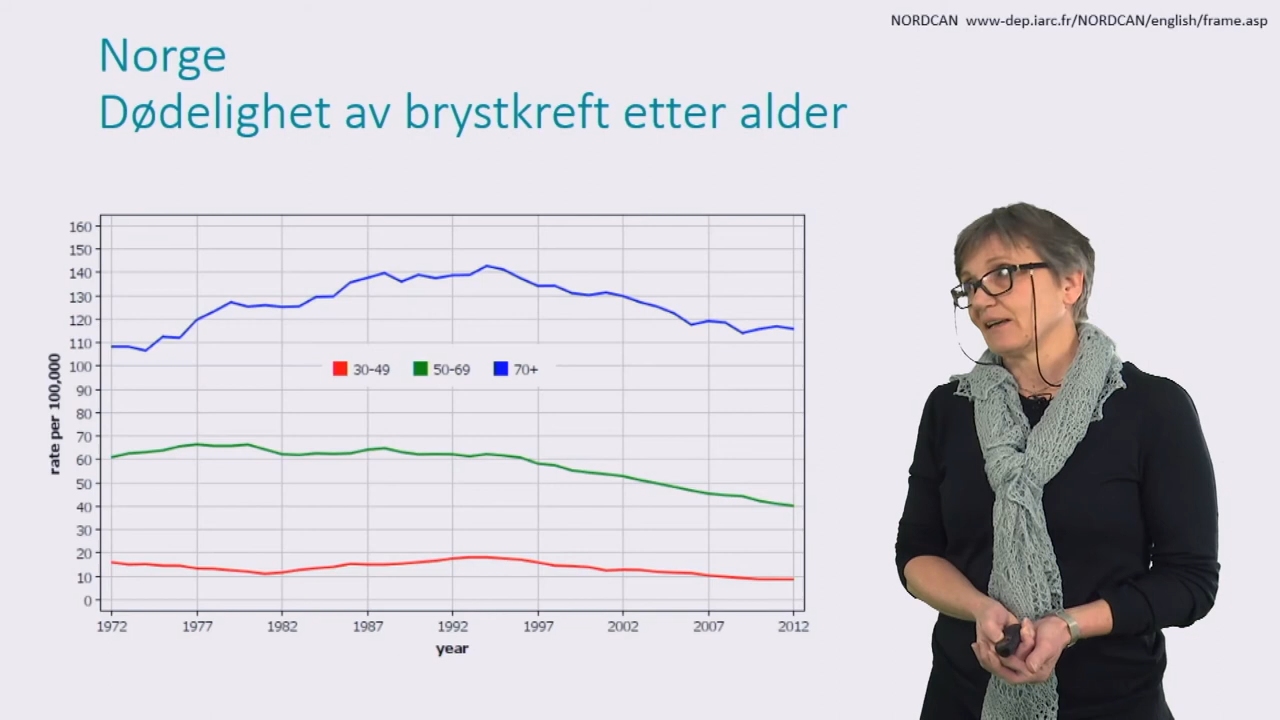 NORDCAN www-dep.iarc.fr/NORDCAN/english/frame.asp
Norge
Dødelighet av brystkreft etter alder
160
150
140
130
120
110
100
90
80
70
60
50
40
30
20
10
0
rate per 100,000
30-49 50-69 70+
1972 1977 1982 1987 1992 1997 2002 2007 2012
year